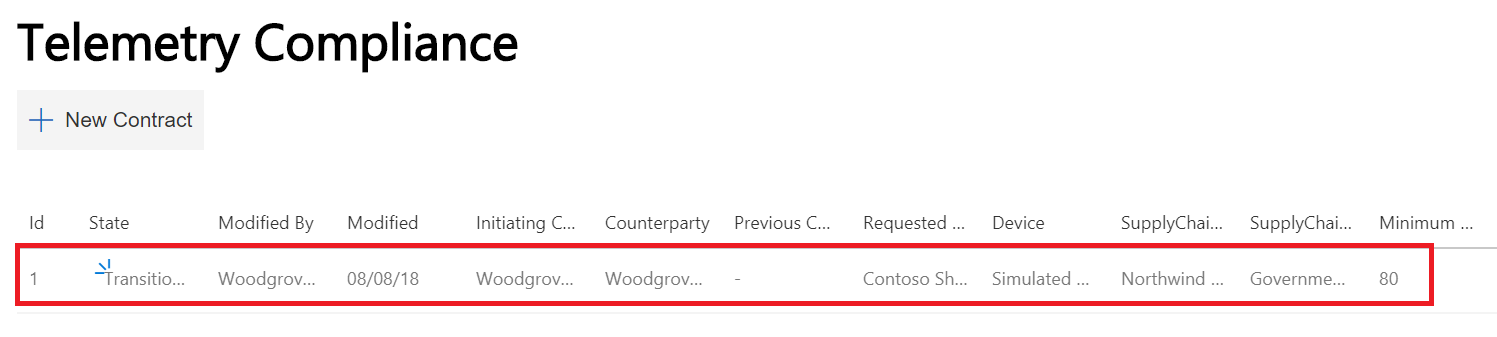 Telemetry Compliance
New Contract
Id State Modified By Modified Initiating C... Counterparty Previous C... Requested ... Device SupplyChai... SupplyChai... Minimum ...
1 Transitio... Woodgrov... 08/08/18 Woodgrov... Woodgrov... - Contoso Sh... Simulated ... Northwind ... Governme... 80